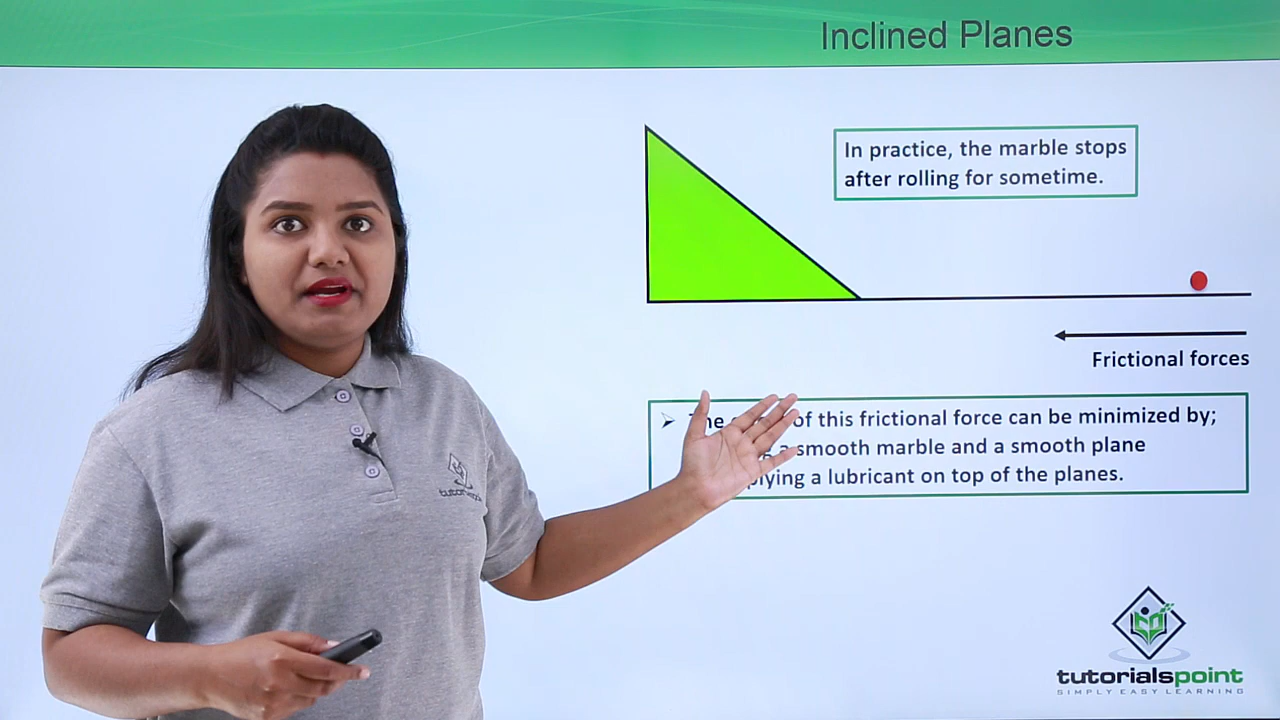 Inclined Planes
In practice, the marble stops
after rolling for sometime.
Frictional forces
of this frictional force can be minimized by;
a smooth marble and a smooth plane
a lubricant on top of the planes.
tutorialspoint
SIMPLY EASY LEARNING